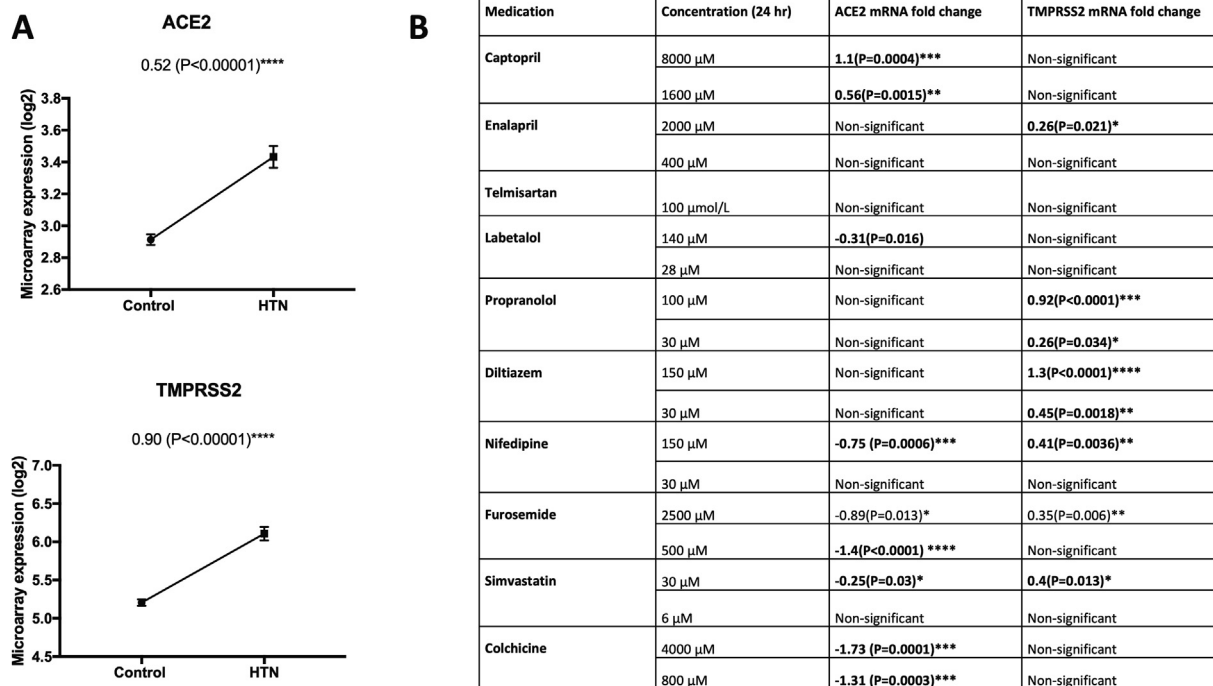 A
ACE2
0.52 (P<0.00001)****
Microarray expression (log2)
3.8
3.6
3.4
3.2
3.0
2.8
2.6
Control HTN
TMPRSS2
0.90 (P<0.00001)****
Microarray expression (log2)
7.0
6.5
6.0
5.5
5.0
4.5
Control HTN
B
Medication Concentration (24 hr) ACE2 mRNA fold change TMPRSS2 mRNA fold change
Captopril 8000 µM 1.1(P=0.0004)*** Non-significant
1600 µM 0.56(P=0.0015)** Non-significant
Enalapril 2000 µM Non-significant 0.26(P=0.021)*
400 µM Non-significant Non-significant
Telmisartan 100 µmol/L Non-significant Non-significant
Labetalol 140 µM -0.31(P=0.016) Non-significant
28 µM Non-significant Non-significant
Propranolol 100 µM Non-significant 0.92(P<0.0001)***
30 µM Non-significant 0.26(P=0.034)*
Diltiazem 150 µM Non-significant 1.3(P<0.0001)****
30 µM Non-significant 0.45(P=0.0018)**
Nifedipine 150 µM -0.75 (P=0.0006)*** 0.41(P=0.0036)**
30 µM Non-significant Non-significant
Furosemide 2500 µM -0.89(P=0.013)* 0.35(P=0.006)**
500 µM -1.4(P<0.0001) **** Non-significant
Simvastatin 30 µM -0.25(P=0.03)* 0.4(P=0.013)*
6 µM Non-significant Non-significant
Colchicine 4000 µM -1.73 (P=0.0001)*** Non-significant
800 µM -1.31 (P=0.0003)*** Non-significant